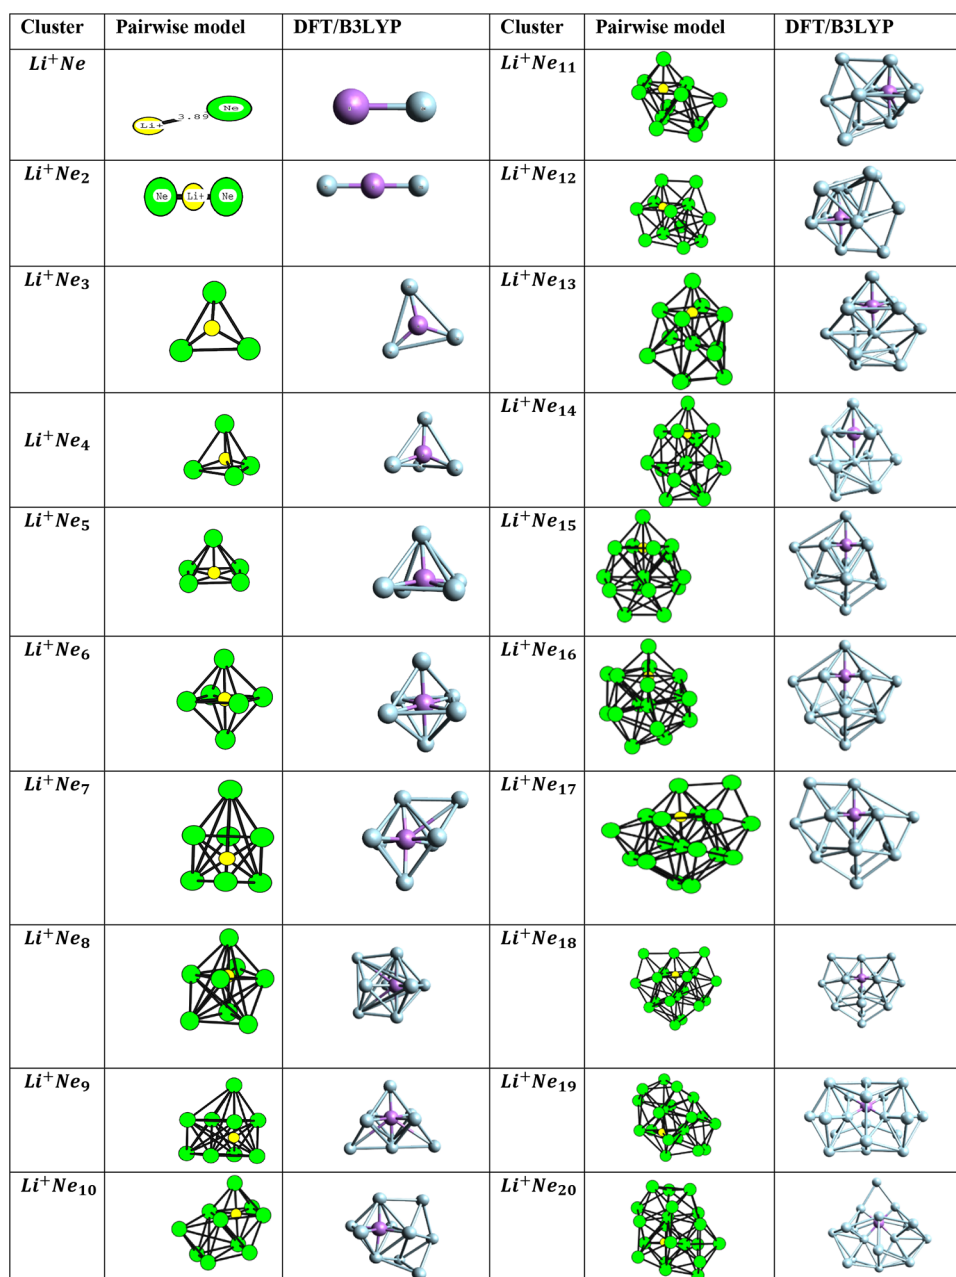 Cluster Pairwise model DFT/B3LYP Cluster Pairwise model DFT/B3LYP
Li⁺Ne Li⁺Ne₁₁
Ne
3.89
Li+
Li⁺Ne₂ Li⁺Ne₁₂
Ne Li+ Ne
Li⁺Ne₃ Li⁺Ne₁₃
Li⁺Ne₄ Li⁺Ne₁₄
Li⁺Ne₅ Li⁺Ne₁₅
Li⁺Ne₆ Li⁺Ne₁₆
Li⁺Ne₇ Li⁺Ne₁₇
Li⁺Ne₈ Li⁺Ne₁₈
Li⁺Ne₉ Li⁺Ne₁₉
Li⁺Ne₁₀ Li⁺Ne₂₀